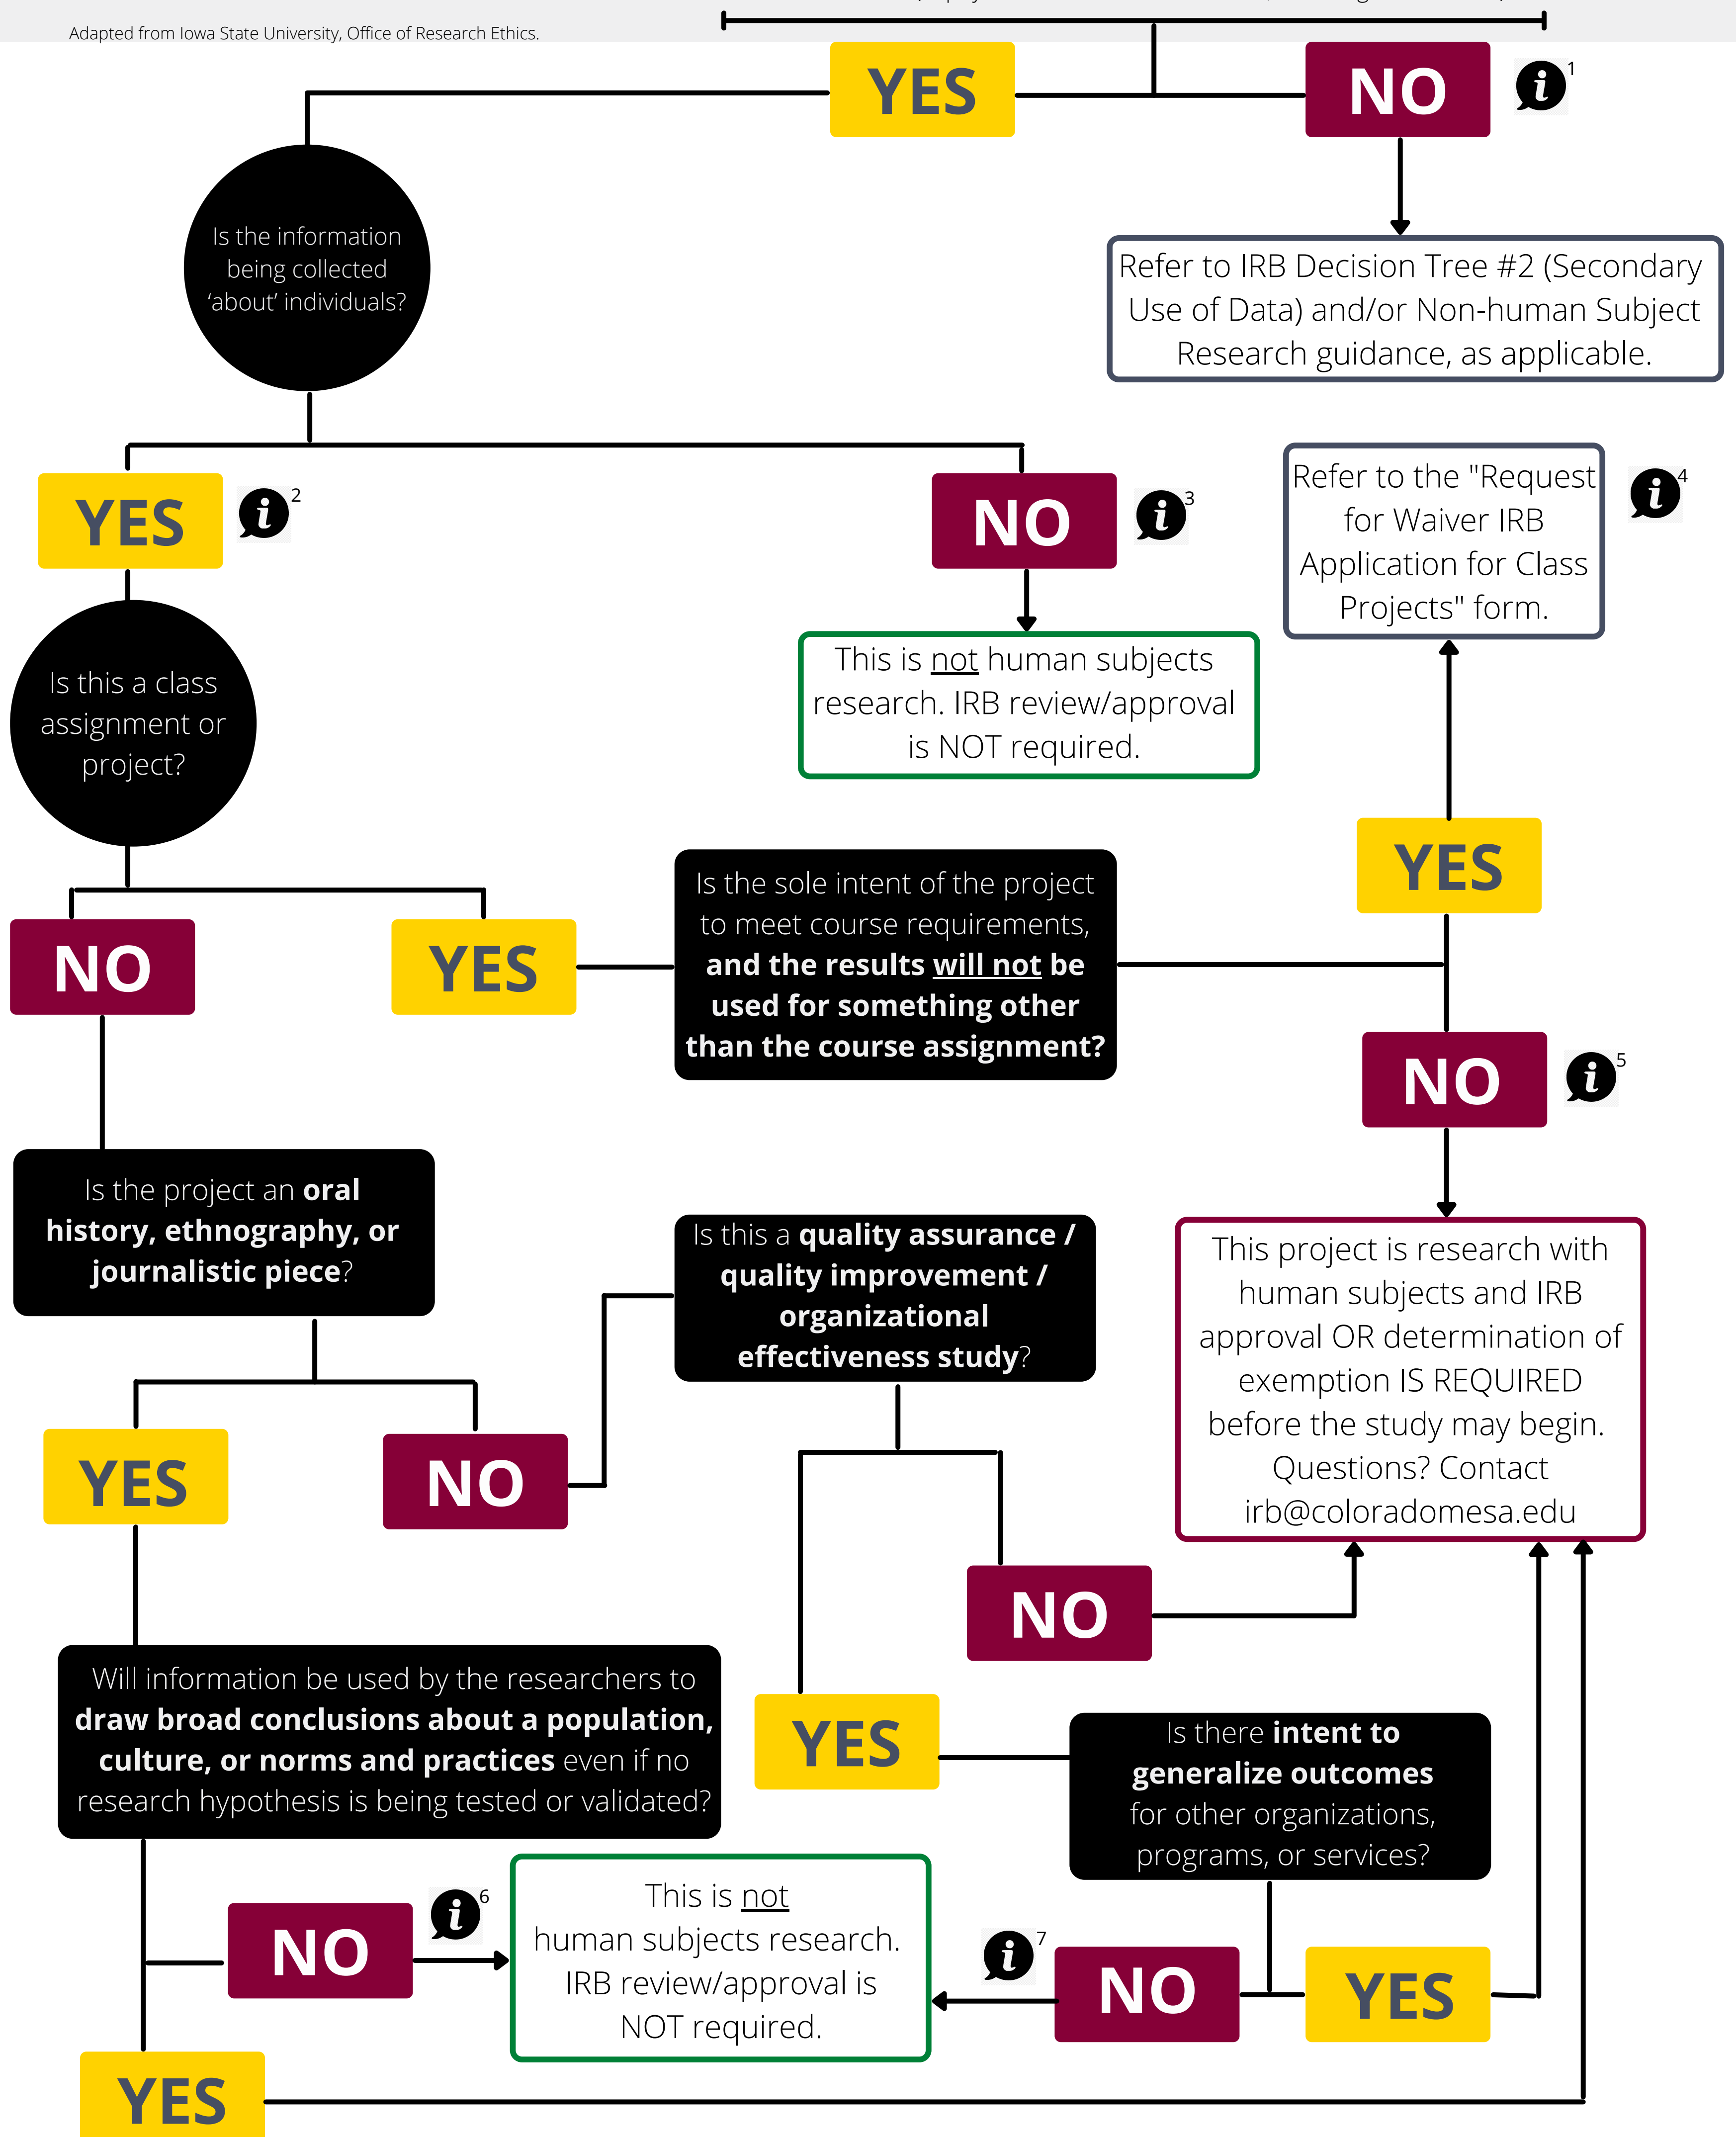 Adapted from Iowa State University, Office of Research Ethics.
YES
NO
1
Is the information
being collected
‘about’ individuals?
Refer to IRB Decision Tree #2 (Secondary
Use of Data) and/or Non-human Subject
Research guidance, as applicable.
YES
2
NO
3
Refer to the "Request
for Waiver IRB
Application for Class
Projects" form.
4
This is not human subjects
research. IRB review/approval
is NOT required.
Is this a class
assignment or
project?
YES
NO
YES
Is the sole intent of the project
to meet course requirements,
and the results will not be
used for something other
than the course assignment?
NO
5
Is the project an oral
history, ethnography, or
journalistic piece?
Is this a quality assurance /
quality improvement /
organizational
effectiveness study?
This project is research with
human subjects and IRB
approval OR determination of
exemption IS REQUIRED
before the study may begin.
Questions? Contact
irb@coloradomesa.edu
YES
NO
NO
Will information be used by the researchers to
draw broad conclusions about a population,
culture, or norms and practices even if no
research hypothesis is being tested or validated?
YES
Is there intent to
generalize outcomes
for other organizations,
programs, or services?
NO
6
This is not
human subjects research.
IRB review/approval is
NOT required.
7
NO
YES
YES